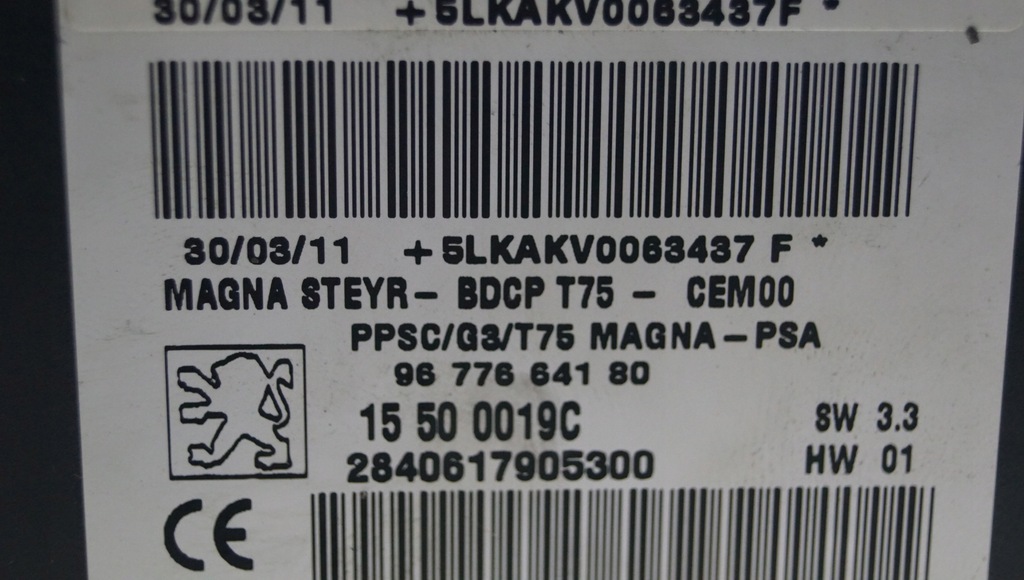 30/03/11 +5LKAKV0063437F *
30/03/11 +5LKAKV0063437 F *
MAGNA STEYR- BDCP T75 - CEM00
PPSC/G3/T75 MAGNA-PSA
96 776 641 80
15 50 0019C
SW 3.3
2840617905300
HW 01
CE